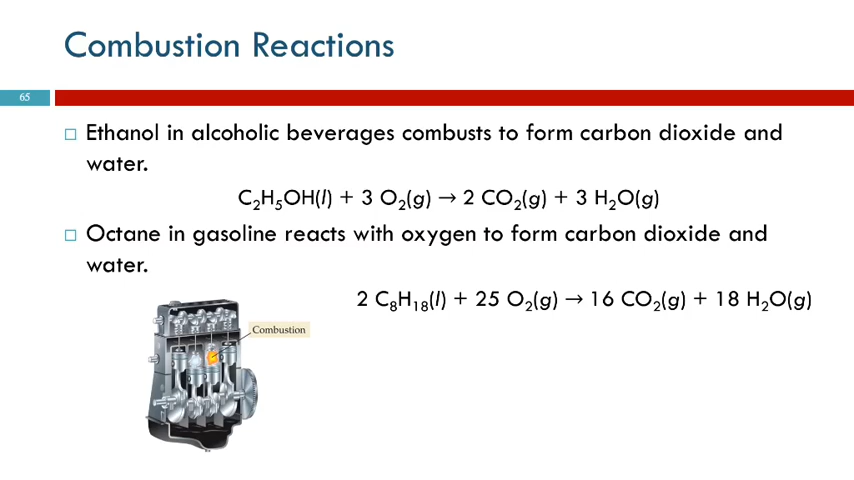 Combustion Reactions
65
□ Ethanol in alcoholic beverages combusts to form carbon dioxide and
water.
C₂H₅OH(l) + 3 O₂(g) → 2 CO₂(g) + 3 H₂O(g)
□ Octane in gasoline reacts with oxygen to form carbon dioxide and
water.
2 C₈H₁₈(l) + 25 O₂(g) → 16 CO₂(g) + 18 H₂O(g)
Combustion